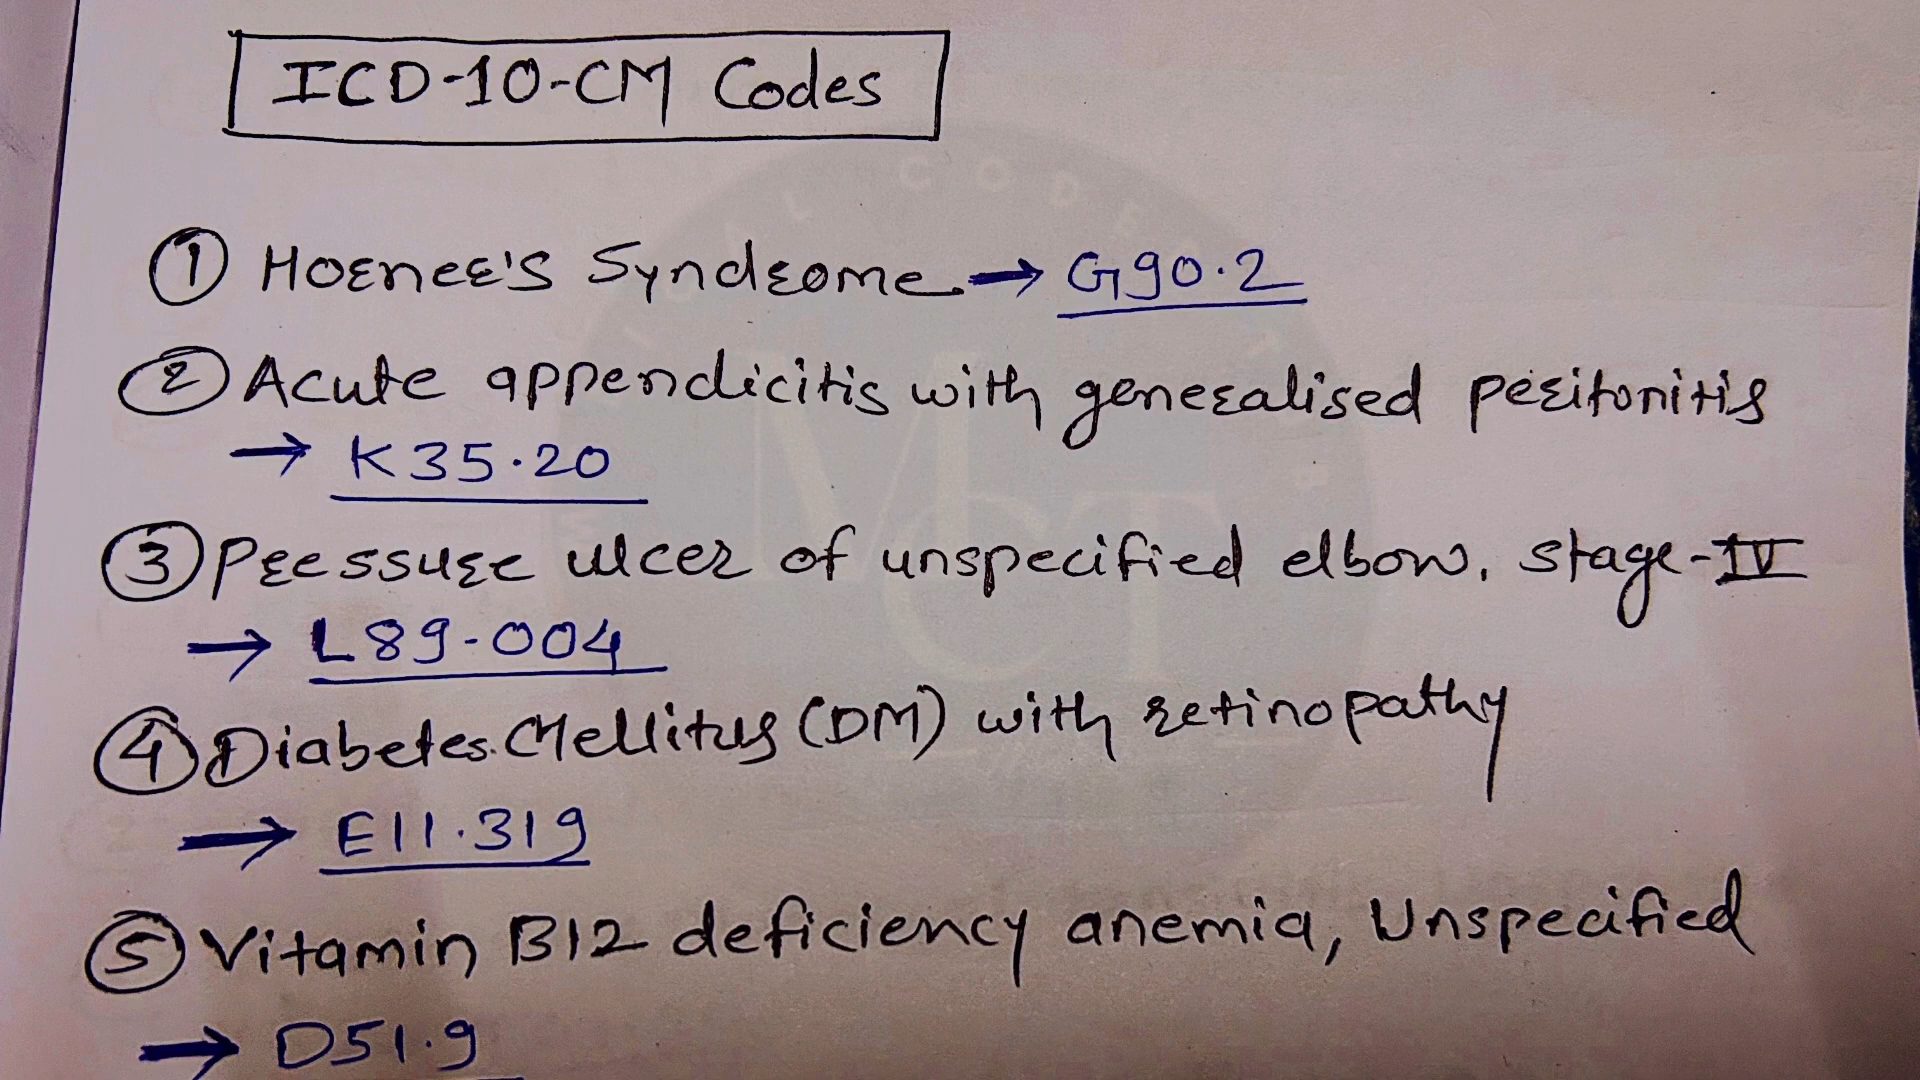 ICD-10-CM Codes
① Horner's Syndrome → G90.2
② Acute appendicitis with generalised peritonitis
→ K35.20
③ Pressure ulcer of unspecified elbow, stage-IV
→ L89-004
④ Diabetes Mellitus (DM) with retinopathy
→ E11.319
⑤ Vitamin B12 deficiency anemia, Unspecified
→ D51.9